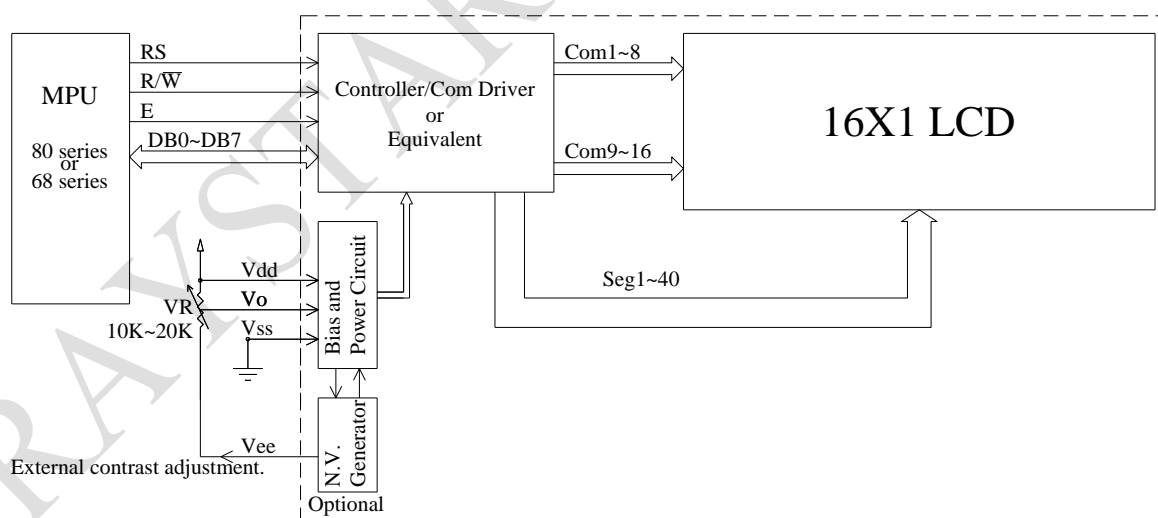 MPU
80 series
or
68 series
RS
R/W̅
E
DB0~DB7
Controller/Com Driver
or
Equivalent
Com1~8
Com9~16
16X1 LCD
Seg1~40
Vdd
Vo
Vss
VR
10K~20K
Bias and
Power Circuit
N.V.
Generator
Vee
External contrast adjustment.
Optional
RAYSTAR